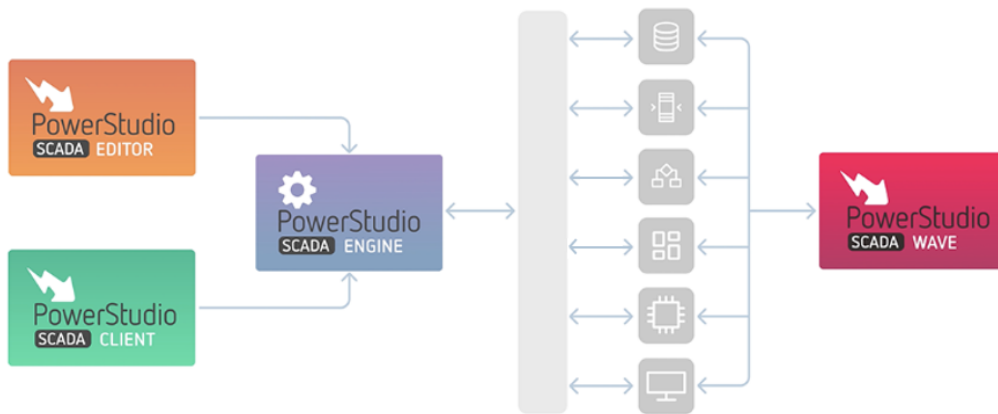 PowerStudio
SCADA EDITOR
PowerStudio
SCADA ENGINE
PowerStudio
SCADA CLIENT
PowerStudio
SCADA WAVE